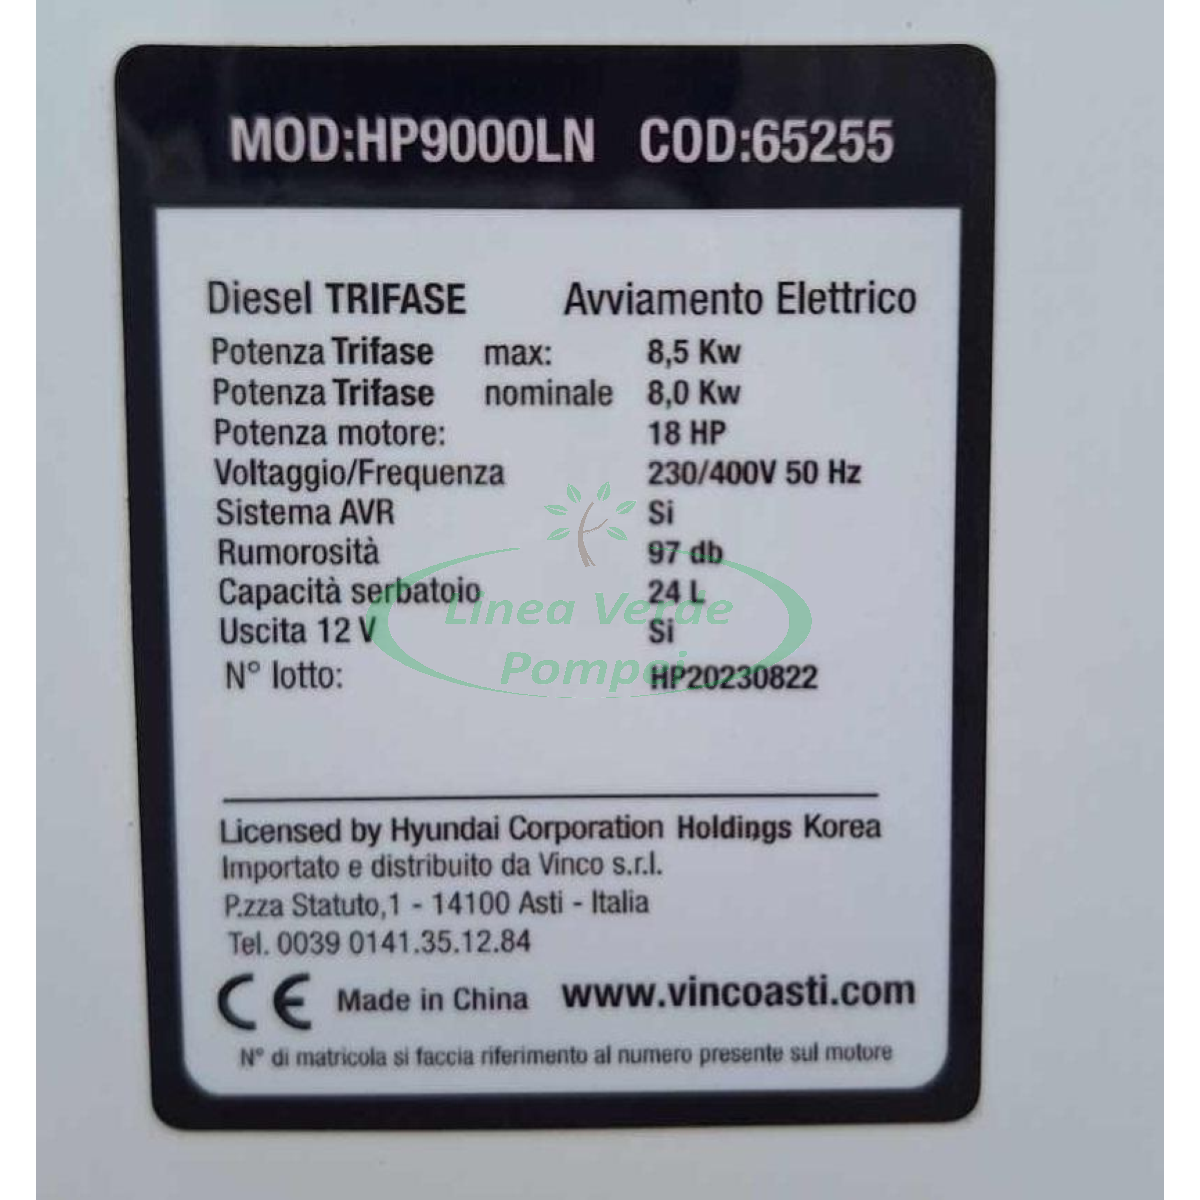 MOD:HP9000LN COD:65255
Diesel TRIFASE Avviamento Elettrico
Potenza Trifase max: 8,5 Kw
Potenza Trifase nominale 8,0 Kw
Potenza motore: 18 HP
Voltaggio/Frequenza 230/400V 50 Hz
Sistema AVR Si
Rumorosità 97 db
Capacità serbatoio 24 L
Linea Verde
Uscita 12 V Si
Pompei
N° lotto: HP20230822
Licensed by Hyundai Corporation Holdings Korea
Importato e distribuito da Vinco s.r.l.
P.zza Statuto,1 - 14100 Asti - Italia
Tel. 0039 0141.35.12.84
CE Made in China www.vincoasti.com
N° di matricola si faccia riferimento al numero presente sul motore